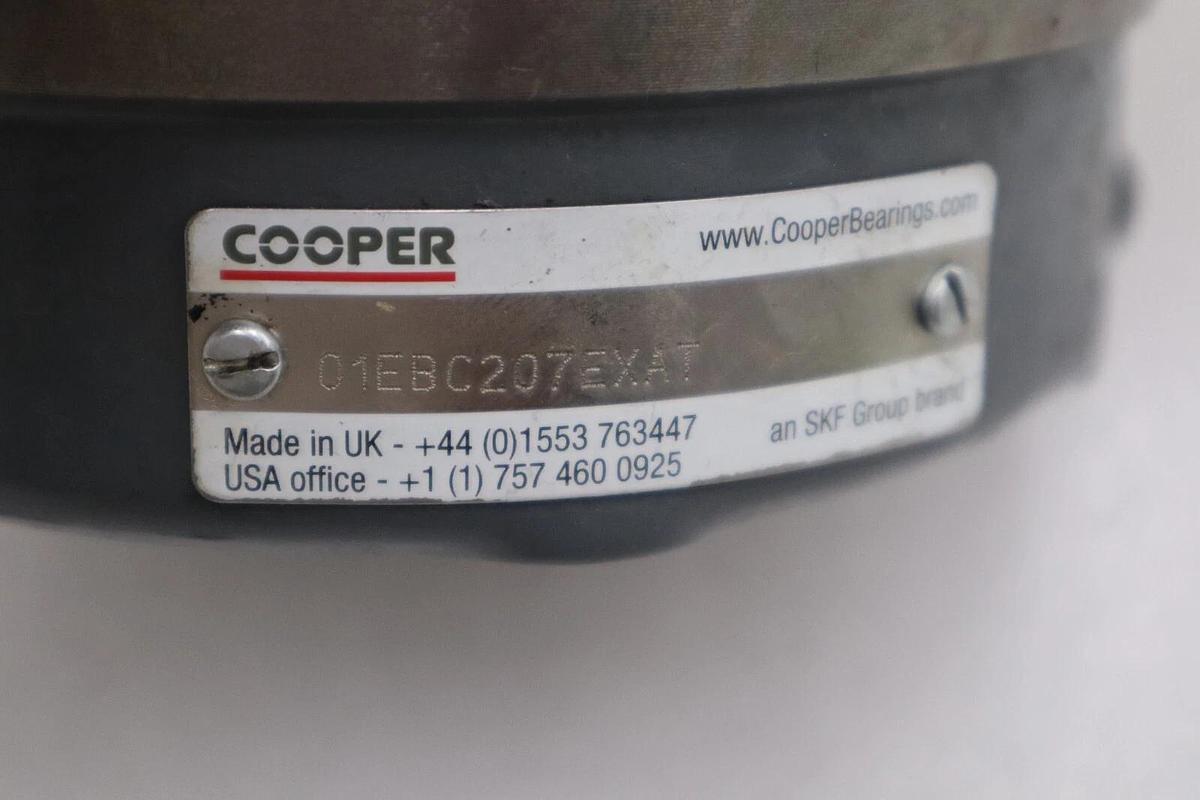 COOPER
www.CooperBearings.com
01EBC207EXAT
Made in UK - +44 (0)1553 763447
an SKF Group brand
USA office - +1 (1) 757 460 0925